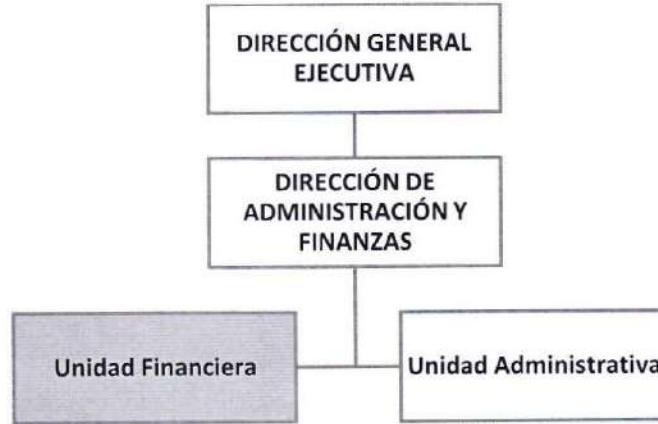 DIRECCIÓN GENERAL
EJECUTIVA
DIRECCIÓN DE
ADMINISTRACIÓN Y
FINANZAS
Unidad Financiera
Unidad Administrativa